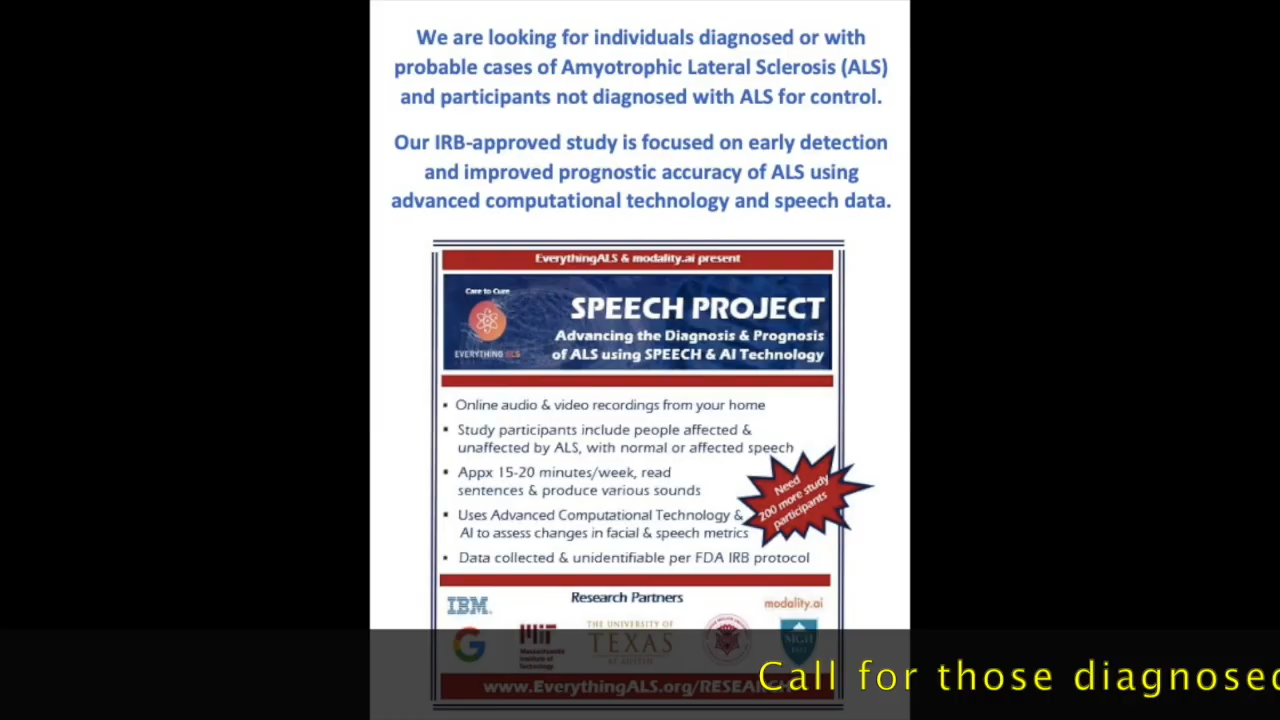 We are looking for individuals diagnosed or with
probable cases of Amyotrophic Lateral Sclerosis (ALS)
and participants not diagnosed with ALS for control.
Our IRB-approved study is focused on early detection
and improved prognostic accuracy of ALS using
advanced computational technology and speech data.
EverythingALS & modality.ai present
Care to Cure
EVERYTHING ALS
SPEECH PROJECT
Advancing the Diagnosis & Prognosis
of ALS using SPEECH & AI Technology
▪ Online audio & video recordings from your home
▪ Study participants include people affected &
unaffected by ALS, with normal or affected speech
▪ Appx 15-20 minutes/week, read
sentences & produce various sounds
▪ Uses Advanced Computational Technology &
AI to assess changes in facial & speech metrics
▪ Data collected & unidentifiable per FDA IRB protocol
Need
200 more study
participants
Research Partners
IBM
modality.ai
G
MIT
Massachusetts
Institute of
Technology
THE UNIVERSITY OF
TEXAS
AT AUSTIN
MGH
www.EverythingALS.org/RESEARCH
Call for those diagnosed